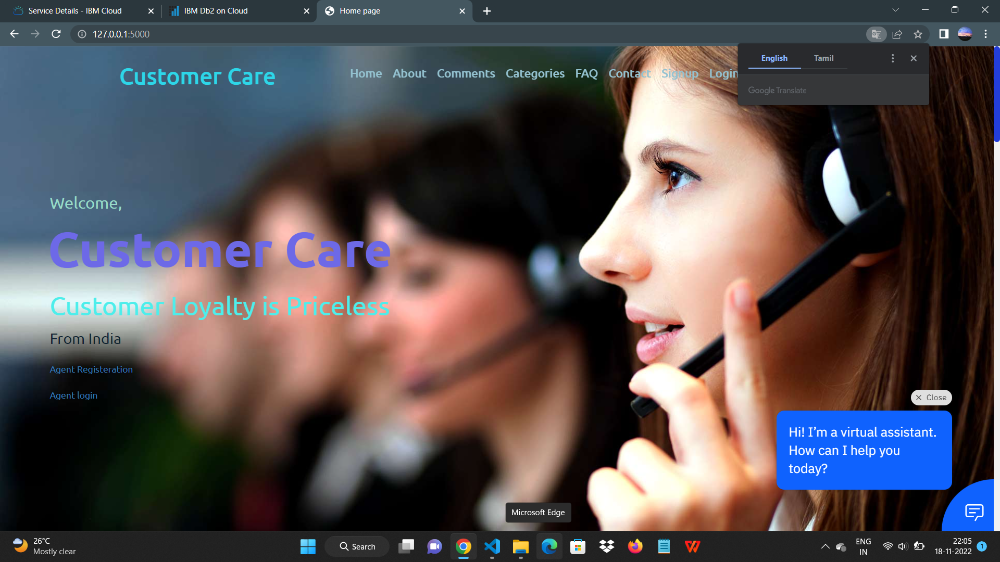 Service Details - IBM Cloud
IBM Db2 on Cloud
Home page
127.0.0.1:5000
English
Tamil
Google Translate
Customer Care
Home
About
Comments
Categories
FAQ
Contact
Signup
Login
Welcome,
Customer Care
Customer Loyalty is Priceless
From India
Agent Registeration
Agent login
Close
Hi! I'm a virtual assistant.
How can I help you
today?
Microsoft Edge
26°C
Mostly clear
Search
ENG
IN
22:05
18-11-2022
1